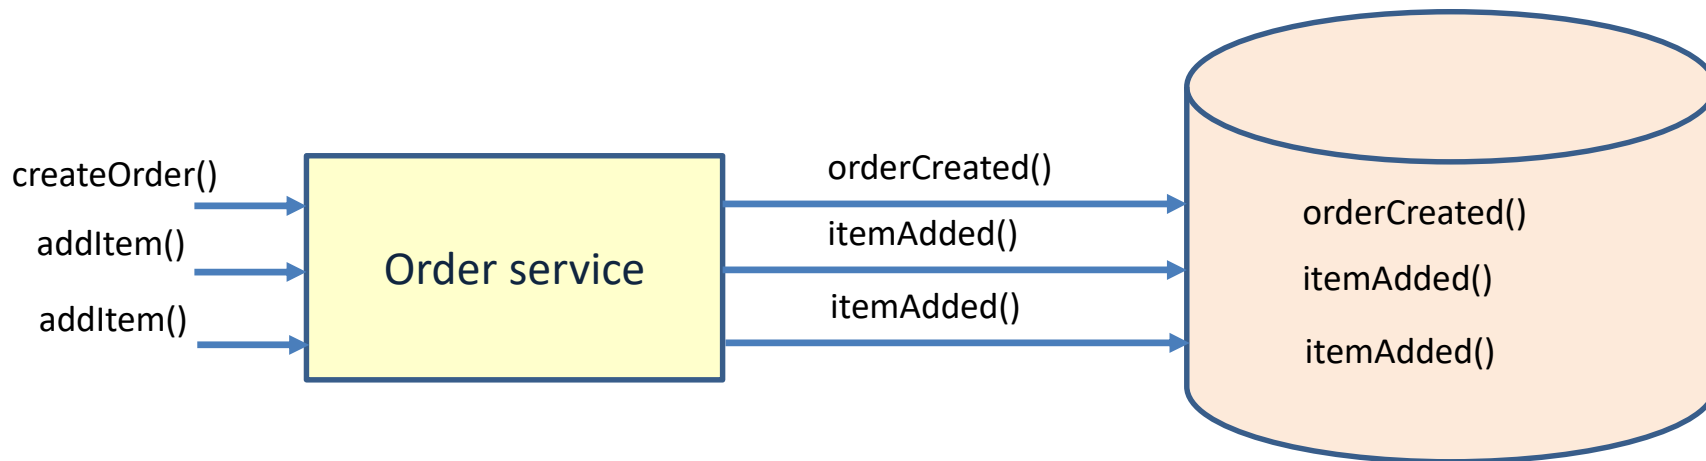 createOrder()
addItem()
addItem()
Order service
orderCreated()
itemAdded()
itemAdded()
orderCreated()
itemAdded()
itemAdded()